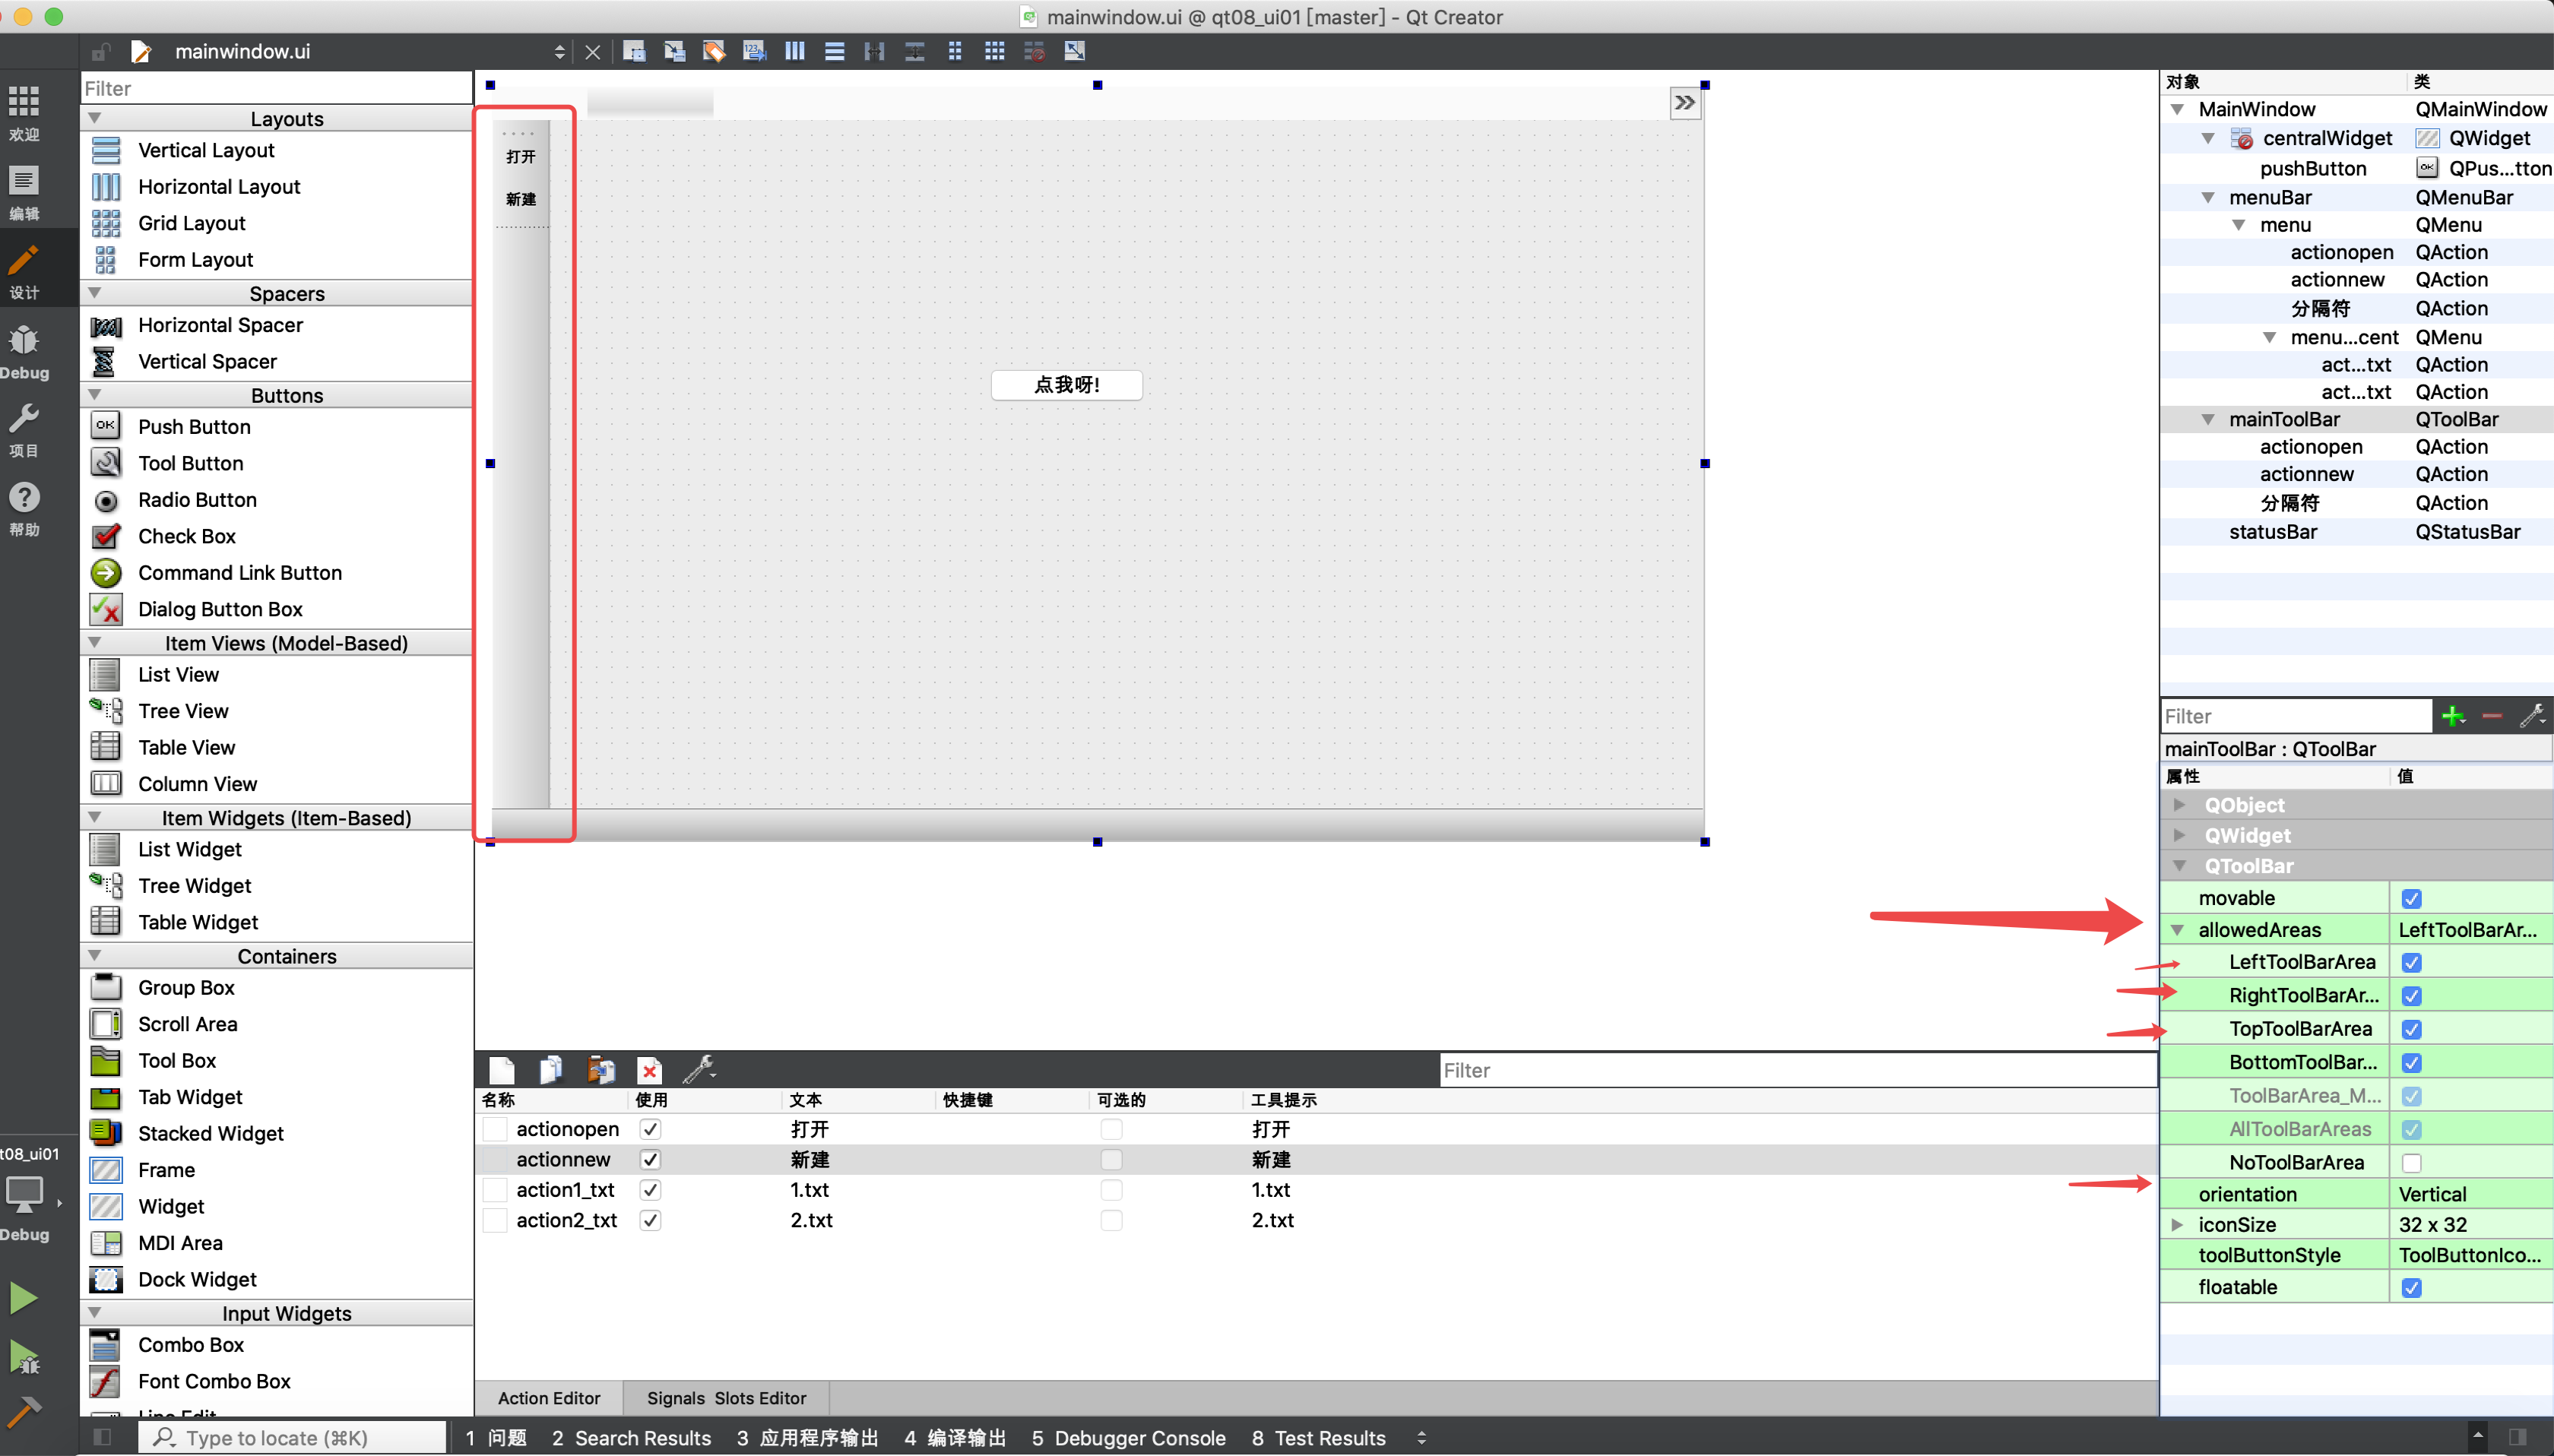 mainwindow.ui @ qt08_ui01 [master] - Qt Creator
mainwindow.ui
欢迎
编辑
设计
Debug
项目
帮助
t08_ui01
Debug
Filter
Layouts
Vertical Layout
Horizontal Layout
Grid Layout
Form Layout
Spacers
Horizontal Spacer
Vertical Spacer
Buttons
OK Push Button
Tool Button
Radio Button
Check Box
Command Link Button
Dialog Button Box
Item Views (Model-Based)
List View
Tree View
Table View
Column View
Item Widgets (Item-Based)
List Widget
Tree Widget
Table Widget
Containers
Group Box
Scroll Area
Tool Box
Tab Widget
Stacked Widget
Frame
Widget
MDI Area
Dock Widget
Input Widgets
Combo Box
Font Combo Box
Line Edit
打开
新建
点我呀!
对象 类
MainWindow QMainWindow
centralWidget QWidget
pushButton QPus...tton
menuBar QMenuBar
menu QMenu
actionopen QAction
actionnew QAction
分隔符 QAction
menu...cent QMenu
act...txt QAction
act...txt QAction
mainToolBar QToolBar
actionopen QAction
actionnew QAction
分隔符 QAction
statusBar QStatusBar
Filter
mainToolBar : QToolBar
属性 值
QObject
QWidget
QToolBar
movable
allowedAreas LeftToolBarAr...
LeftToolBarArea
RightToolBarAr...
TopToolBarArea
BottomToolBar...
ToolBarArea_M...
AllToolBarAreas
NoToolBarArea
orientation Vertical
iconSize 32 x 32
toolButtonStyle ToolButtonIco...
floatable
Filter
名称 使用 文本 快捷键 可选的 工具提示
actionopen 打开 打开
actionnew 新建 新建
action1_txt 1.txt 1.txt
action2_txt 2.txt 2.txt
Action Editor Signals Slots Editor
Type to locate (⌘K) 1 问题 2 Search Results 3 应用程序输出 4 编译输出 5 Debugger Console 8 Test Results